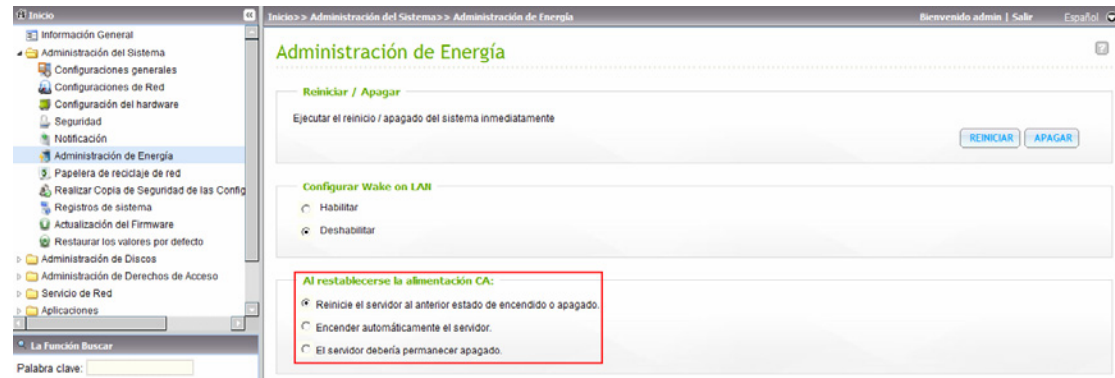 Inicio
Información General
Administración del Sistema
Configuraciones generales
Configuraciones de Red
Configuración del hardware
Seguridad
Notificación
Administración de Energía
Papelera de reciclaje de red
Realizar Copia de Seguridad de las Config
Registros de sistema
Actualización del Firmware
Restaurar los valores por defecto
Administración de Discos
Administración de Derechos de Acceso
Servicio de Red
Aplicaciones
La Función Buscar
Palabra clave:
Inicio>> Administración del Sistema>> Administración de Energía
Bienvenido admin | Salir
Español
Administración de Energía
Reiniciar / Apagar
Ejecutar el reinicio / apagado del sistema inmediatamente
REINICIAR
APAGAR
Configurar Wake on LAN
Habilitar
Deshabilitar
Al restablecerse la alimentación CA:
Reinicie el servidor al anterior estado de encendido o apagado.
Encender automáticamente el servidor.
El servidor debería permanecer apagado.